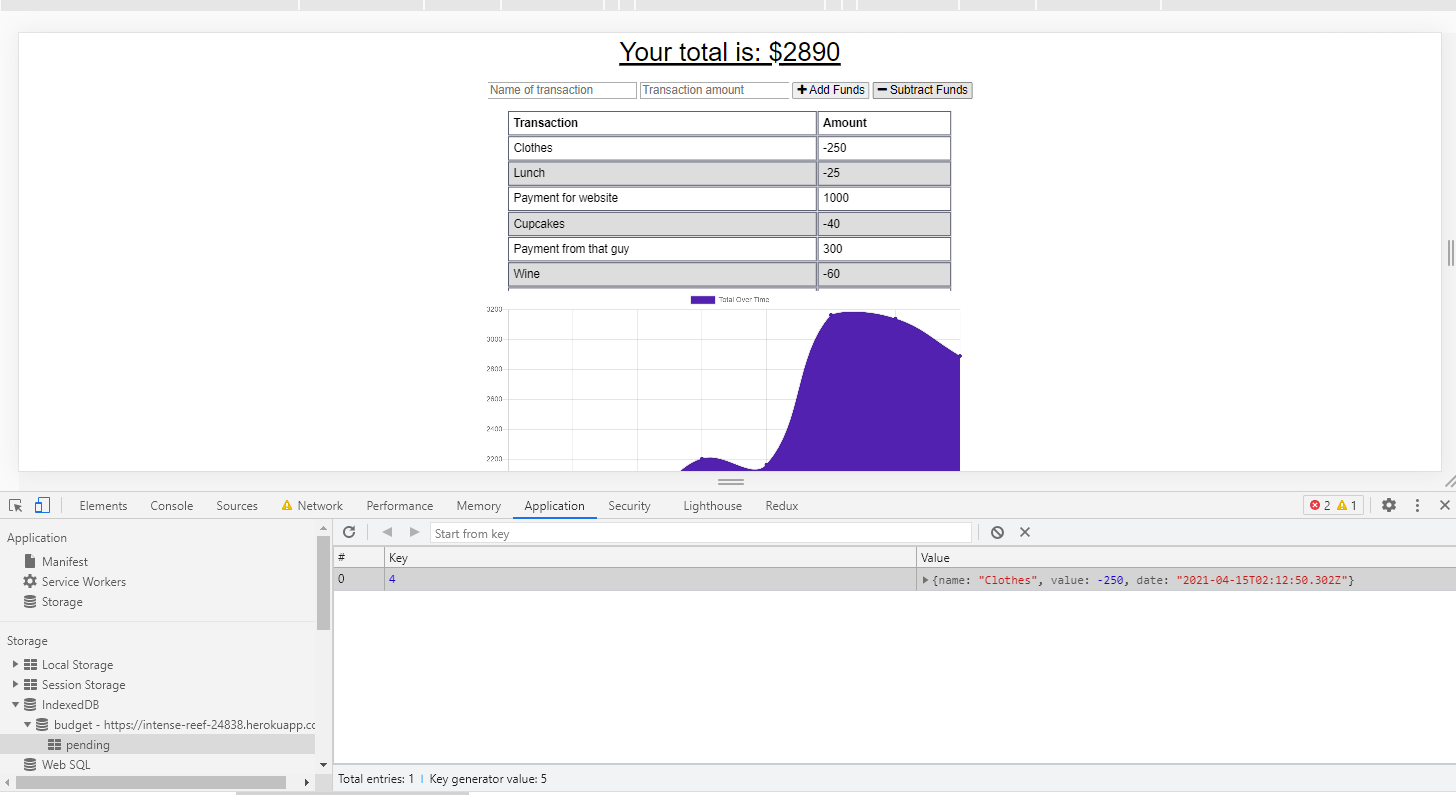 Your total is: $2890
Name of transaction Transaction amount Add Funds Subtract Funds
Transaction Amount
Clothes -250
Lunch -25
Payment for website 1000
Cupcakes -40
Payment from that guy 300
Wine -60
Total Over Time
3200
3000
2800
2600
2400
2200
Elements Console Sources Network Performance Memory Application Security Lighthouse Redux 2 1
Application
Manifest
Service Workers
Storage
Storage
Local Storage
Session Storage
IndexedDB
budget - https://intense-reef-24838.herokuapp.cc
pending
Web SQL
Start from key
# Key Value
0 4 {name: "Clothes", value: -250, date: "2021-04-15T02:12:50.302Z"}
Total entries: 1 Key generator value: 5